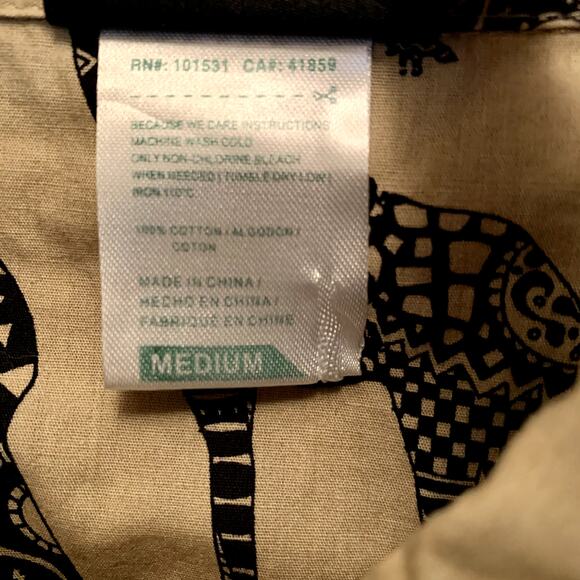 RN#: 101531 CA#: 41859
BECAUSE WE CARE INSTRUCTIONS
MACHINE WASH COLD
ONLY NON-CHLORINE BLEACH
WHEN NEEDED | TUMBLE DRY LOW |
IRON 110°C
100% COTTON / ALGODON /
COTON
MADE IN CHINA /
HECHO EN CHINA /
FABRIQUÉ EN CHINE
MEDIUM